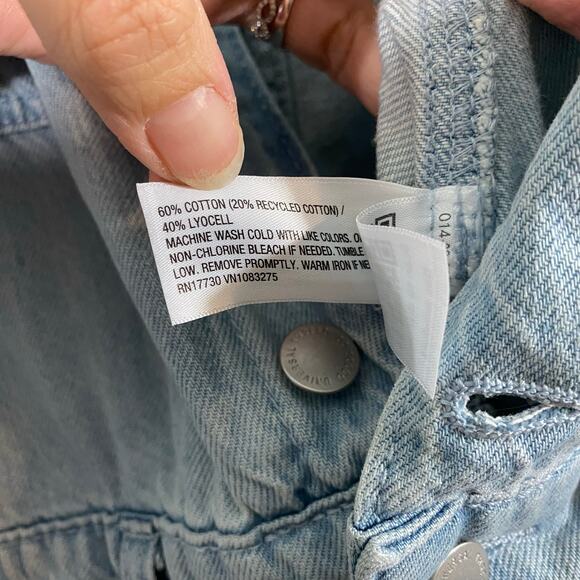 60% COTTON (20% RECYCLED COTTON) /
40% LYOCELL
MACHINE WASH COLD WITH LIKE COLORS.
NON-CHLORINE BLEACH IF NEEDED. TUMBLE
LOW. REMOVE PROMPTLY. WARM IRON IF
RN17730 VN1083275
UNIVERSAL